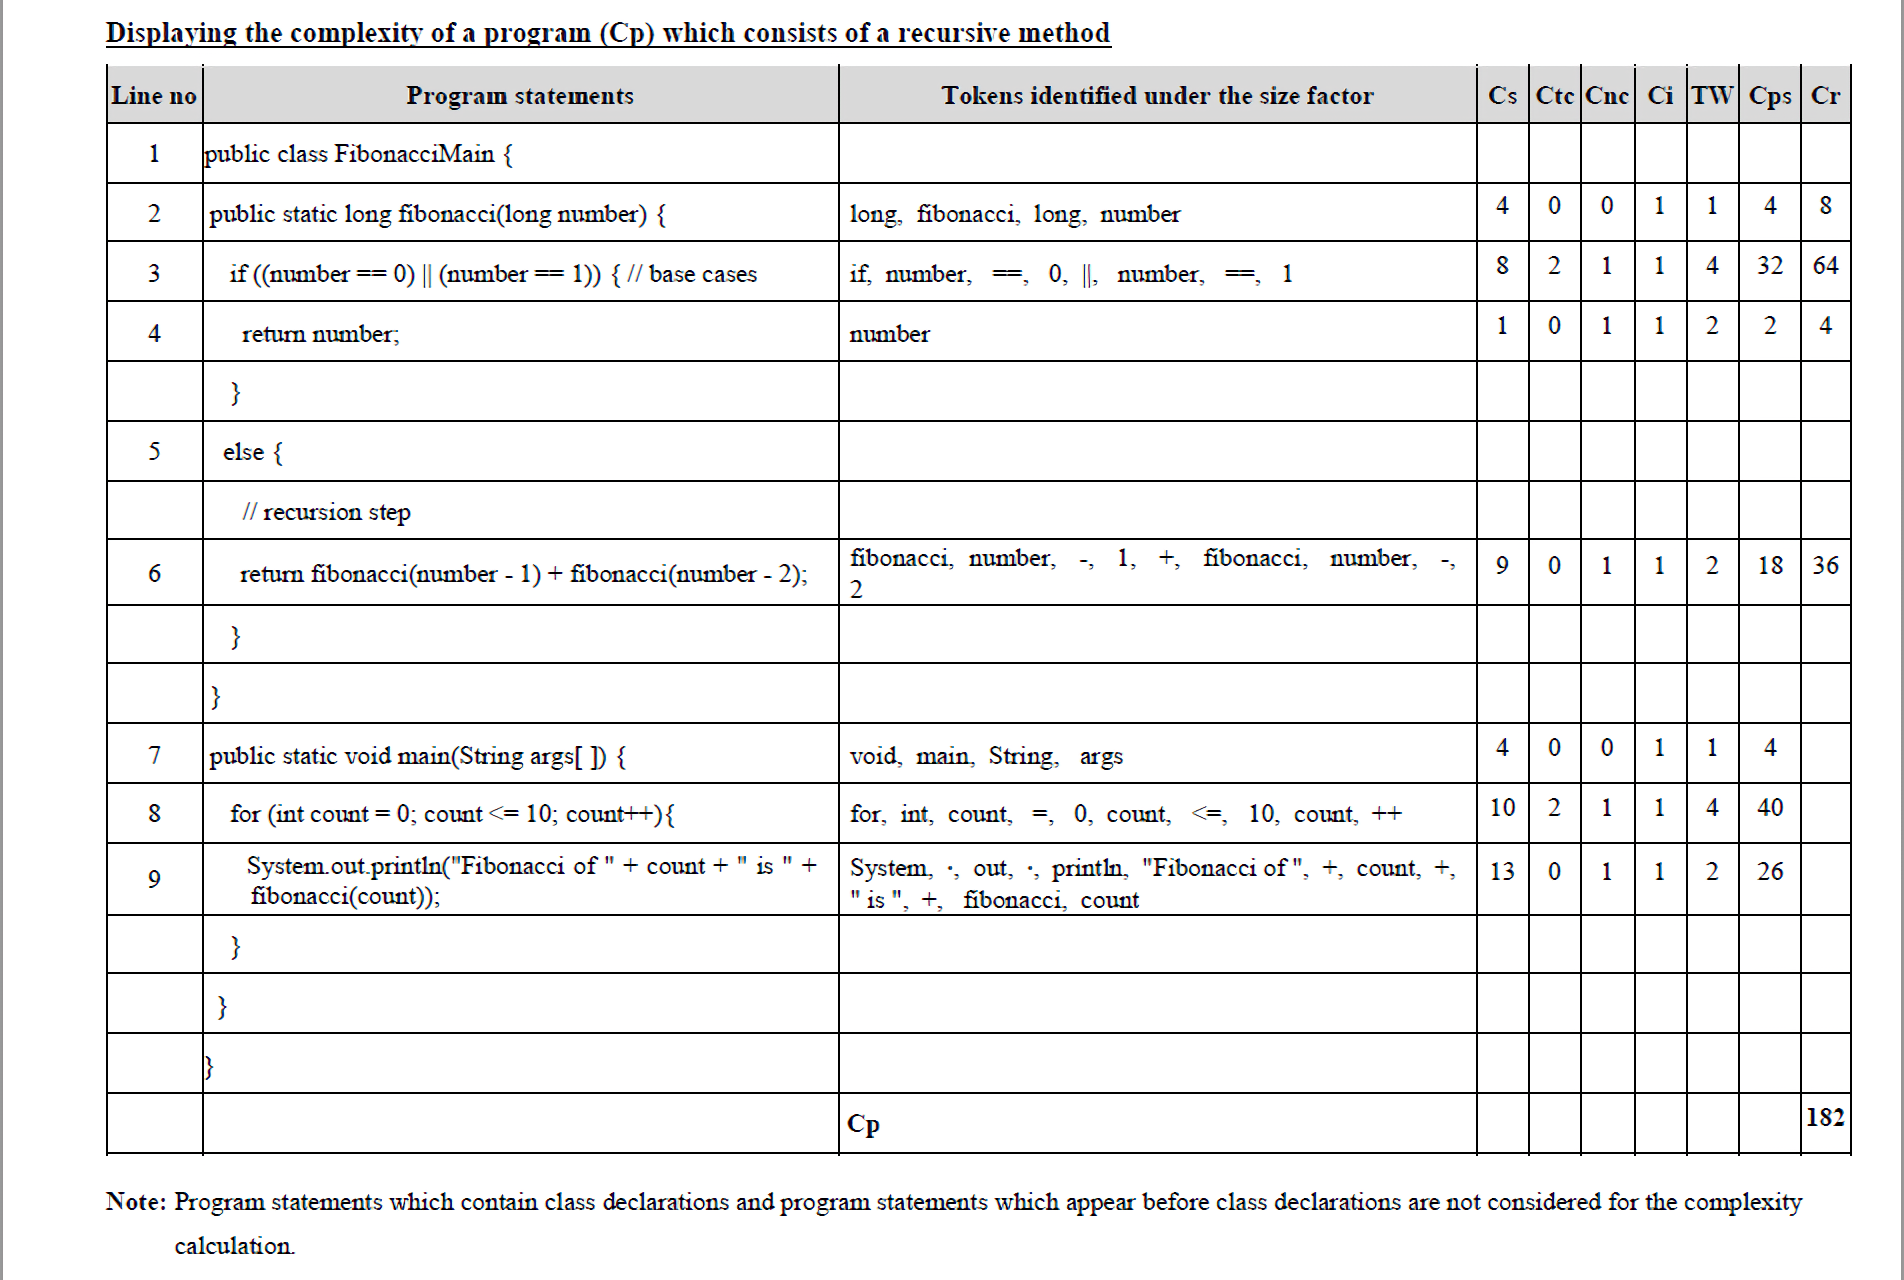 Displaying the complexity of a program (Cp) which consists of a recursive method
Line no Program statements Tokens identified under the size factor Cs Ctc Cnc Ci TW Cps Cr
1 public class FibonacciMain {
2 public static long fibonacci(long number) { long, fibonacci, long, number 4 0 0 1 1 4 8
3 if ((number == 0) || (number == 1)) { // base cases if, number, ==, 0, ||, number, ==, 1 8 2 1 1 4 32 64
4 return number; number 1 0 1 1 2 2 4
}
5 else {
// recursion step
6 return fibonacci(number - 1) + fibonacci(number - 2); fibonacci, number, -, 1, +, fibonacci, number, -, 9 0 1 1 2 18 36
2
}
}
7 public static void main(String args[ ]) { void, main, String, args 4 0 0 1 1 4
8 for (int count = 0; count <= 10; count++){ for, int, count, =, 0, count, <=, 10, count, ++ 10 2 1 1 4 40
9 System.out.println("Fibonacci of " + count + " is " + System, ·, out, ·, println, "Fibonacci of ", +, count, +, 13 0 1 1 2 26
fibonacci(count)); " is ", +, fibonacci, count
}
}
}
Cp 182
Note: Program statements which contain class declarations and program statements which appear before class declarations are not considered for the complexity
calculation.